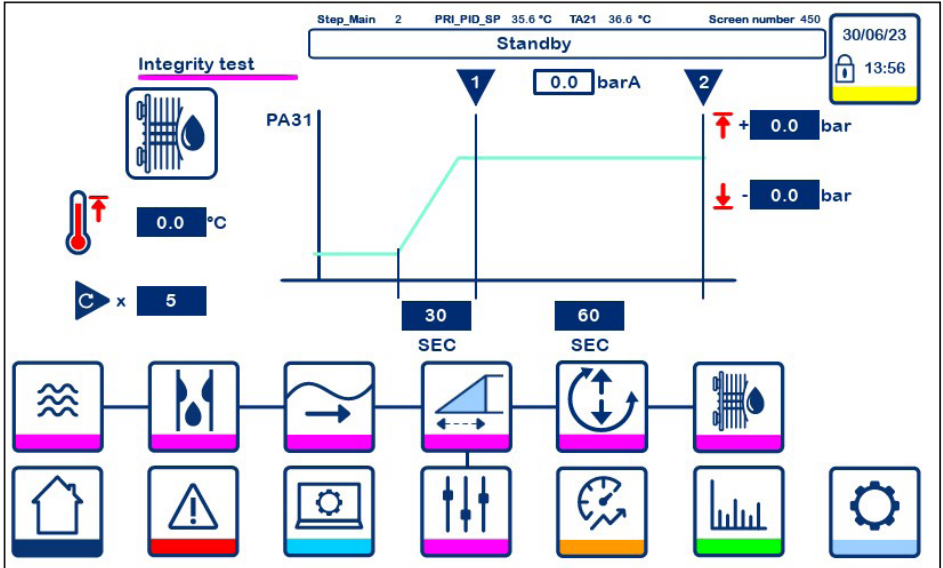 Step_Main 2 PRI_PID_SP 35.6 °C TA21 36.6 °C Screen number 450
Standby
30/06/23
13:56
Integrity test
1
0.0 barA
2
PA31
+ 0.0 bar
- 0.0 bar
0.0 °C
x 5
30
SEC
60
SEC